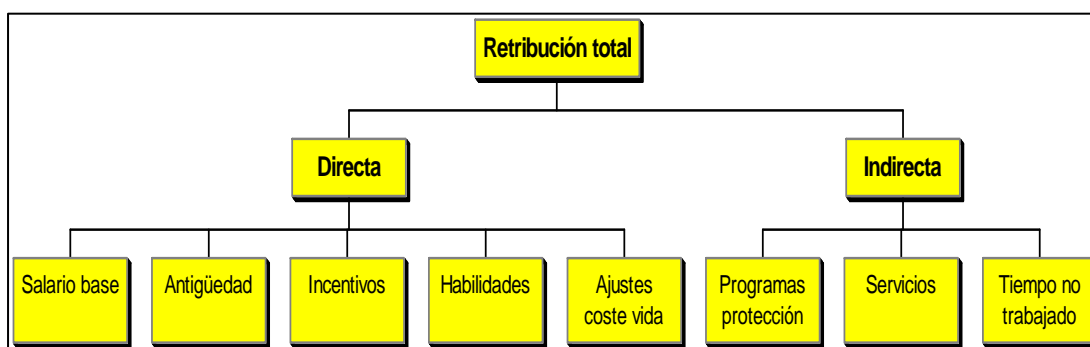 Retribución total
Directa
Indirecta
Salario base
Antigüedad
Incentivos
Habilidades
Ajustes
coste vida
Programas
protección
Servicios
Tiempo no
trabajado